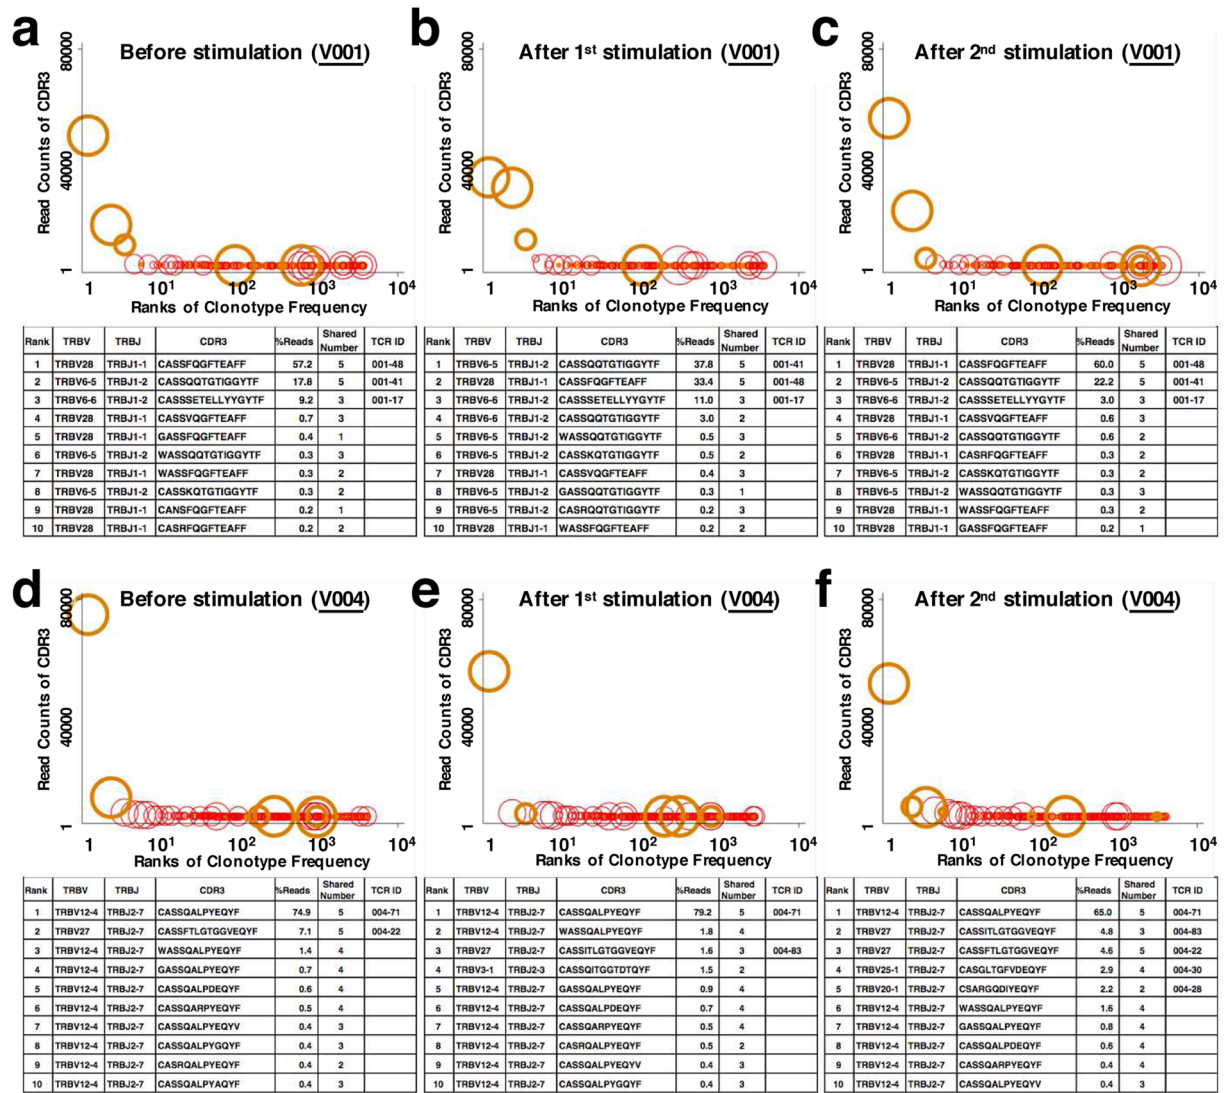 a
Before stimulation (V001)
Read Counts of CDR3
80000
40000
1
1 10¹ 10² 10³ 10⁴
Ranks of Clonotype Frequency
Rank TRBV TRBJ CDR3 %Reads Shared Number TCR ID
1 TRBV28 TRBJ1-1 CASSFQGFTEAFF 57.2 5 001-48
2 TRBV6-5 TRBJ1-2 CASSQQTGTIGGYTF 17.8 5 001-41
3 TRBV6-6 TRBJ1-2 CASSSETELLYYGYTF 9.2 3 001-17
4 TRBV28 TRBJ1-1 CASSVQGFTEAFF 0.7 3
5 TRBV28 TRBJ1-1 GASSFQGFTEAFF 0.4 1
6 TRBV6-5 TRBJ1-2 WASSQQTGTIGGYTF 0.3 3
7 TRBV28 TRBJ1-1 WASSFQGFTEAFF 0.3 2
8 TRBV6-5 TRBJ1-2 CASSKQTGTIGGYTF 0.3 2
9 TRBV28 TRBJ1-1 CANSFQGFTEAFF 0.2 1
10 TRBV28 TRBJ1-1 CASRFQGFTEAFF 0.2 2
b
After 1st stimulation (V001)
Read Counts of CDR3
80000
40000
1
1 10¹ 10² 10³ 10⁴
Ranks of Clonotype Frequency
Rank TRBV TRBJ CDR3 %Reads Shared Number TCR ID
1 TRBV6-5 TRBJ1-2 CASSQQTGTIGGYTF 37.8 5 001-41
2 TRBV28 TRBJ1-1 CASSFQGFTEAFF 33.4 5 001-48
3 TRBV6-6 TRBJ1-2 CASSSETELLYYGYTF 11.0 3 001-17
4 TRBV6-6 TRBJ1-2 CASSQQTGTIGGYTF 3.0 2
5 TRBV6-5 TRBJ1-2 WASSQQTGTIGGYTF 0.5 3
6 TRBV6-5 TRBJ1-2 CASSKQTGTIGGYTF 0.5 2
7 TRBV28 TRBJ1-1 CASSVQGFTEAFF 0.4 3
8 TRBV6-5 TRBJ1-2 GASSQQTGTIGGYTF 0.3 1
9 TRBV6-5 TRBJ1-2 CASRQQTGTIGGYTF 0.2 3
10 TRBV28 TRBJ1-1 WASSFQGFTEAFF 0.2 2
c
After 2nd stimulation (V001)
Read Counts of CDR3
80000
40000
1
1 10¹ 10² 10³ 10⁴
Ranks of Clonotype Frequency
Rank TRBV TRBJ CDR3 %Reads Shared Number TCR ID
1 TRBV28 TRBJ1-1 CASSFQGFTEAFF 60.0 5 001-48
2 TRBV6-5 TRBJ1-2 CASSQQTGTIGGYTF 22.2 5 001-41
3 TRBV6-6 TRBJ1-2 CASSSETELLYYGYTF 3.0 3 001-17
4 TRBV28 TRBJ1-1 CASSVQGFTEAFF 0.6 3
5 TRBV6-6 TRBJ1-2 CASSQQTGTIGGYTF 0.6 2
6 TRBV28 TRBJ1-1 CASRFQGFTEAFF 0.3 2
7 TRBV6-5 TRBJ1-2 CASSKQTGTIGGYTF 0.3 2
8 TRBV6-5 TRBJ1-2 WASSQQTGTIGGYTF 0.3 3
9 TRBV28 TRBJ1-1 WASSFQGFTEAFF 0.3 2
10 TRBV28 TRBJ1-1 GASSFQGFTEAFF 0.2 1
d
Before stimulation (V004)
Read Counts of CDR3
80000
40000
1
1 10¹ 10² 10³ 10⁴
Ranks of Clonotype Frequency
Rank TRBV TRBJ CDR3 %Reads Shared Number TCR ID
1 TRBV12-4 TRBJ2-7 CASSQALPYEQYF 74.9 5 004-71
2 TRBV27 TRBJ2-7 CASSFTLGTGGVEQYF 7.1 5 004-22
3 TRBV12-4 TRBJ2-7 WASSQALPYEQYF 1.4 4
4 TRBV12-4 TRBJ2-7 GASSQALPYEQYF 0.7 4
5 TRBV12-4 TRBJ2-7 CASSQALPDEQYF 0.6 4
6 TRBV12-4 TRBJ2-7 CASSQARPYEQYF 0.5 4
7 TRBV12-4 TRBJ2-7 CASSQALPYEQYV 0.4 3
8 TRBV12-4 TRBJ2-7 CASSQALPYGQYF 0.4 3
9 TRBV12-4 TRBJ2-7 CASRQALPYEQYF 0.4 2
10 TRBV12-4 TRBJ2-7 CASSQALPYAQYF 0.4 3
e
After 1st stimulation (V004)
Read Counts of CDR3
80000
40000
1
1 10¹ 10² 10³ 10⁴
Ranks of Clonotype Frequency
Rank TRBV TRBJ CDR3 %Reads Shared Number TCR ID
1 TRBV12-4 TRBJ2-7 CASSQALPYEQYF 79.2 5 004-71
2 TRBV12-4 TRBJ2-7 WASSQALPYEQYF 1.8 4
3 TRBV27 TRBJ2-7 CASSITLGTGGVEQYF 1.6 3 004-83
4 TRBV3-1 TRBJ2-3 CASSQITGGTDTQYF 1.5 2
5 TRBV12-4 TRBJ2-7 GASSQALPYEQYF 0.9 4
6 TRBV12-4 TRBJ2-7 CASSQALPDEQYF 0.7 4
7 TRBV12-4 TRBJ2-7 CASSQARPYEQYF 0.5 4
8 TRBV12-4 TRBJ2-7 CASRQALPYEQYF 0.5 2
9 TRBV12-4 TRBJ2-7 CASSQALPYEQYV 0.4 3
10 TRBV12-4 TRBJ2-7 CASSQALPYGQYF 0.4 3
f
After 2nd stimulation (V004)
Read Counts of CDR3
80000
40000
1
1 10¹ 10² 10³ 10⁴
Ranks of Clonotype Frequency
Rank TRBV TRBJ CDR3 %Reads Shared Number TCR ID
1 TRBV12-4 TRBJ2-7 CASSQALPYEQYF 65.0 5 004-71
2 TRBV27 TRBJ2-7 CASSITLGTGGVEQYF 4.8 3 004-83
3 TRBV27 TRBJ2-7 CASSFTLGTGGVEQYF 4.6 5 004-22
4 TRBV25-1 TRBJ2-7 CASGLTGFVDEQYF 2.9 4 004-30
5 TRBV20-1 TRBJ2-7 CSARGQDIYEQYF 2.2 2 004-28
6 TRBV12-4 TRBJ2-7 WASSQALPYEQYF 1.6 4
7 TRBV12-4 TRBJ2-7 GASSQALPYEQYF 0.8 4
8 TRBV12-4 TRBJ2-7 CASSQALPDEQYF 0.6 4
9 TRBV12-4 TRBJ2-7 CASSQARPYEQYF 0.4 4
10 TRBV12-4 TRBJ2-7 CASSQALPYEQYV 0.4 3